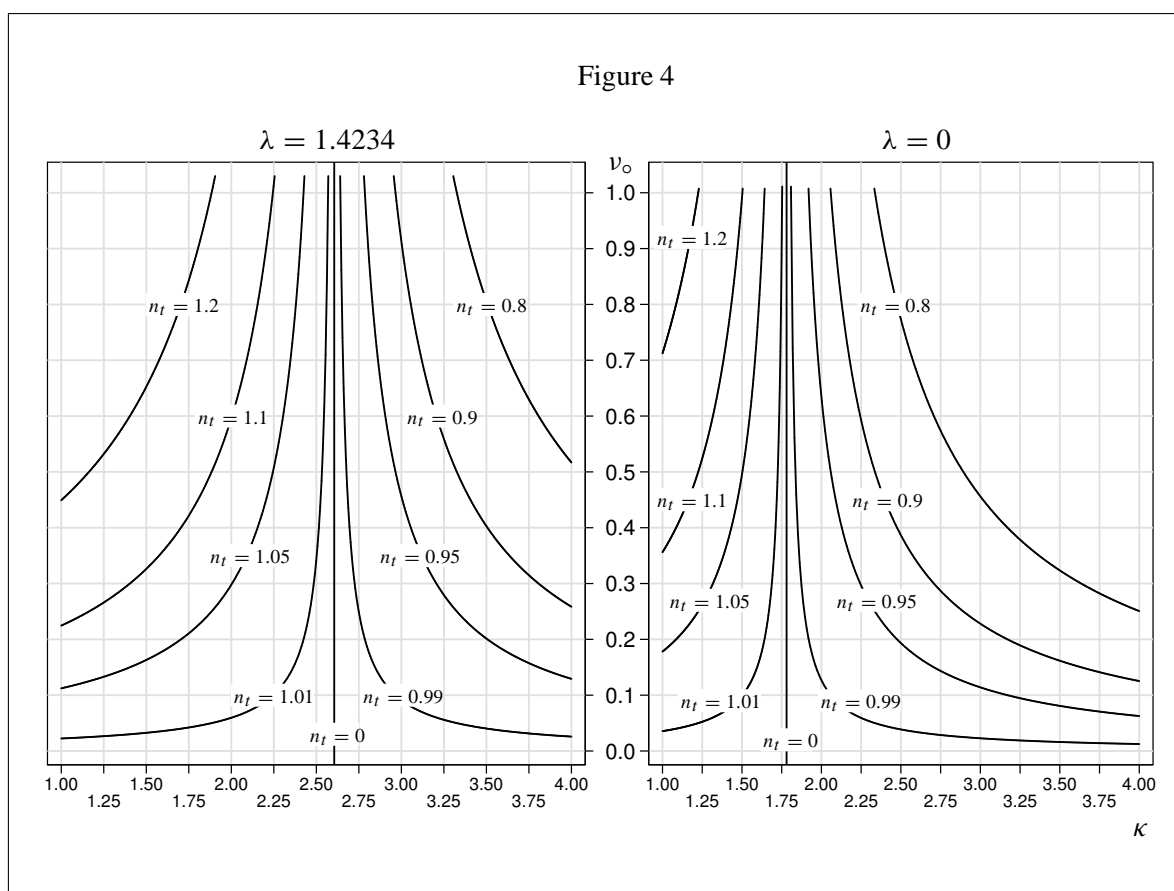 Figure 4
λ = 1.4234
λ = 0
ν∘
1.0
0.9
0.8
0.7
0.6
0.5
0.4
0.3
0.2
0.1
0.0
n_t = 1.2
n_t = 0.8
n_t = 1.1
n_t = 0.9
n_t = 1.05
n_t = 0.95
n_t = 1.01
n_t = 0.99
n_t = 0
n_t = 1.2
n_t = 0.8
n_t = 1.1
n_t = 0.9
n_t = 1.05
n_t = 0.95
n_t = 1.01
n_t = 0.99
n_t = 0
1.00 1.50 2.00 2.50 3.00 3.50 4.00
1.25 1.75 2.25 2.75 3.25 3.75
1.00 1.50 2.00 2.50 3.00 3.50 4.00
1.25 1.75 2.25 2.75 3.25 3.75
κ